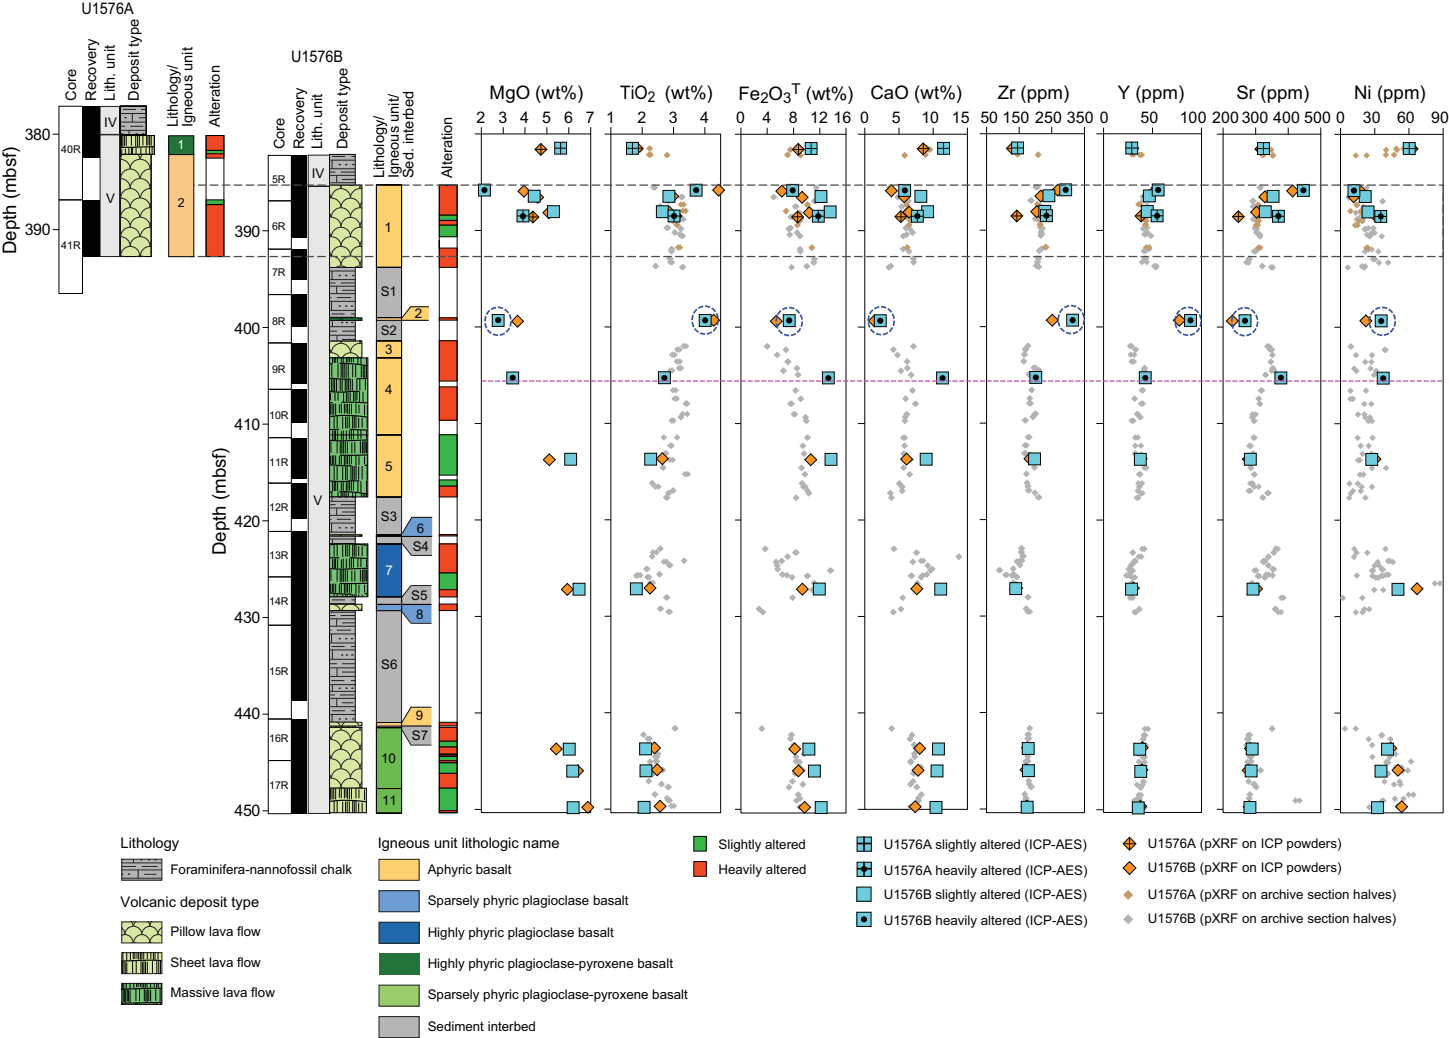 U1576A
Core
Recovery
Lith. unit
Deposit type
Lithology/
Igneous unit
Alteration
Depth (mbsf)
380
390
40R
41R
IV
V
1
2
U1576B
Core
Recovery
Lith. unit
Deposit type
Lithology/
Igneous unit/
Sed. interbed
Alteration
Depth (mbsf)
390
400
410
420
430
440
450
5R
6R
7R
8R
9R
10R
11R
12R
13R
14R
15R
16R
17R
IV
V
1
S1
2
S2
3
4
5
S3
6
S4
7
S5
8
S6
9
S7
10
11
MgO (wt%)
2 3 4 5 6 7
TiO2 (wt%)
1 2 3 4
Fe2O3T (wt%)
0 4 8 12 16
CaO (wt%)
0 5 10 15
Zr (ppm)
50 150 250 350
Y (ppm)
0 50 100
Sr (ppm)
200 300 400 500
Ni (ppm)
0 30 60 90
Lithology
Foraminifera-nannofossil chalk
Volcanic deposit type
Pillow lava flow
Sheet lava flow
Massive lava flow
Igneous unit lithologic name
Aphyric basalt
Sparsely phyric plagioclase basalt
Highly phyric plagioclase basalt
Highly phyric plagioclase-pyroxene basalt
Sparsely phyric plagioclase-pyroxene basalt
Sediment interbed
Slightly altered
Heavily altered
U1576A slightly altered (ICP-AES)
U1576A heavily altered (ICP-AES)
U1576B slightly altered (ICP-AES)
U1576B heavily altered (ICP-AES)
U1576A (pXRF on ICP powders)
U1576B (pXRF on ICP powders)
U1576A (pXRF on archive section halves)
U1576B (pXRF on archive section halves)